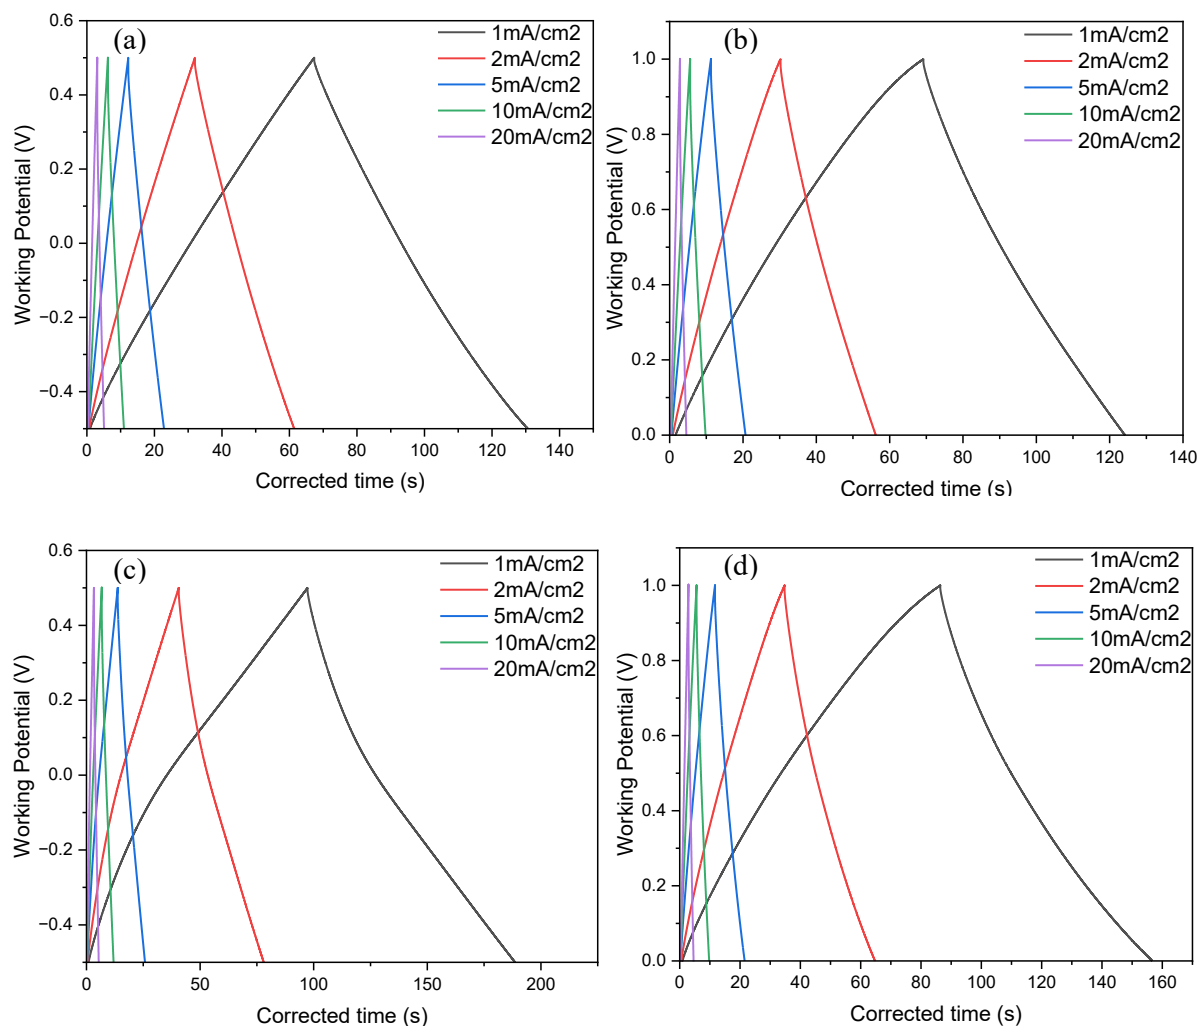 (a)
1mA/cm2
2mA/cm2
5mA/cm2
10mA/cm2
20mA/cm2
Working Potential (V)
0.6
0.4
0.2
0.0
−0.2
−0.4
0 20 40 60 80 100 120 140
Corrected time (s)
(b)
1mA/cm2
2mA/cm2
5mA/cm2
10mA/cm2
20mA/cm2
Working Potential (V)
1.0
0.8
0.6
0.4
0.2
0.0
0 20 40 60 80 100 120 140
Corrected time (s)
(c)
1mA/cm2
2mA/cm2
5mA/cm2
10mA/cm2
20mA/cm2
Working Potential (V)
0.6
0.4
0.2
0.0
−0.2
−0.4
0 50 100 150 200
Corrected time (s)
(d)
1mA/cm2
2mA/cm2
5mA/cm2
10mA/cm2
20mA/cm2
Working Potential (V)
1.0
0.8
0.6
0.4
0.2
0.0
0 20 40 60 80 100 120 140 160
Corrected time (s)